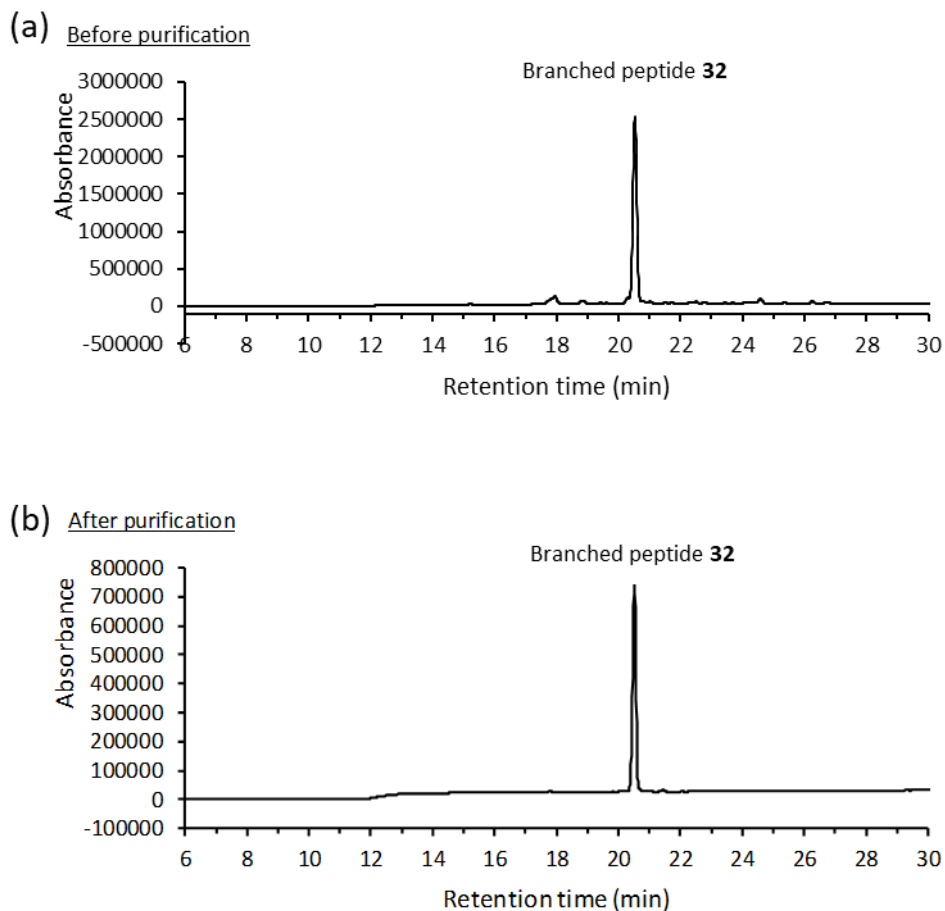 (a) Before purification
Branched peptide 32
Absorbance
3000000
2500000
2000000
1500000
1000000
500000
0
-500000
6 8 10 12 14 16 18 20 22 24 26 28 30
Retention time (min)
(b) After purification
Branched peptide 32
Absorbance
800000
700000
600000
500000
400000
300000
200000
100000
0
-100000
6 8 10 12 14 16 18 20 22 24 26 28 30
Retention time (min)